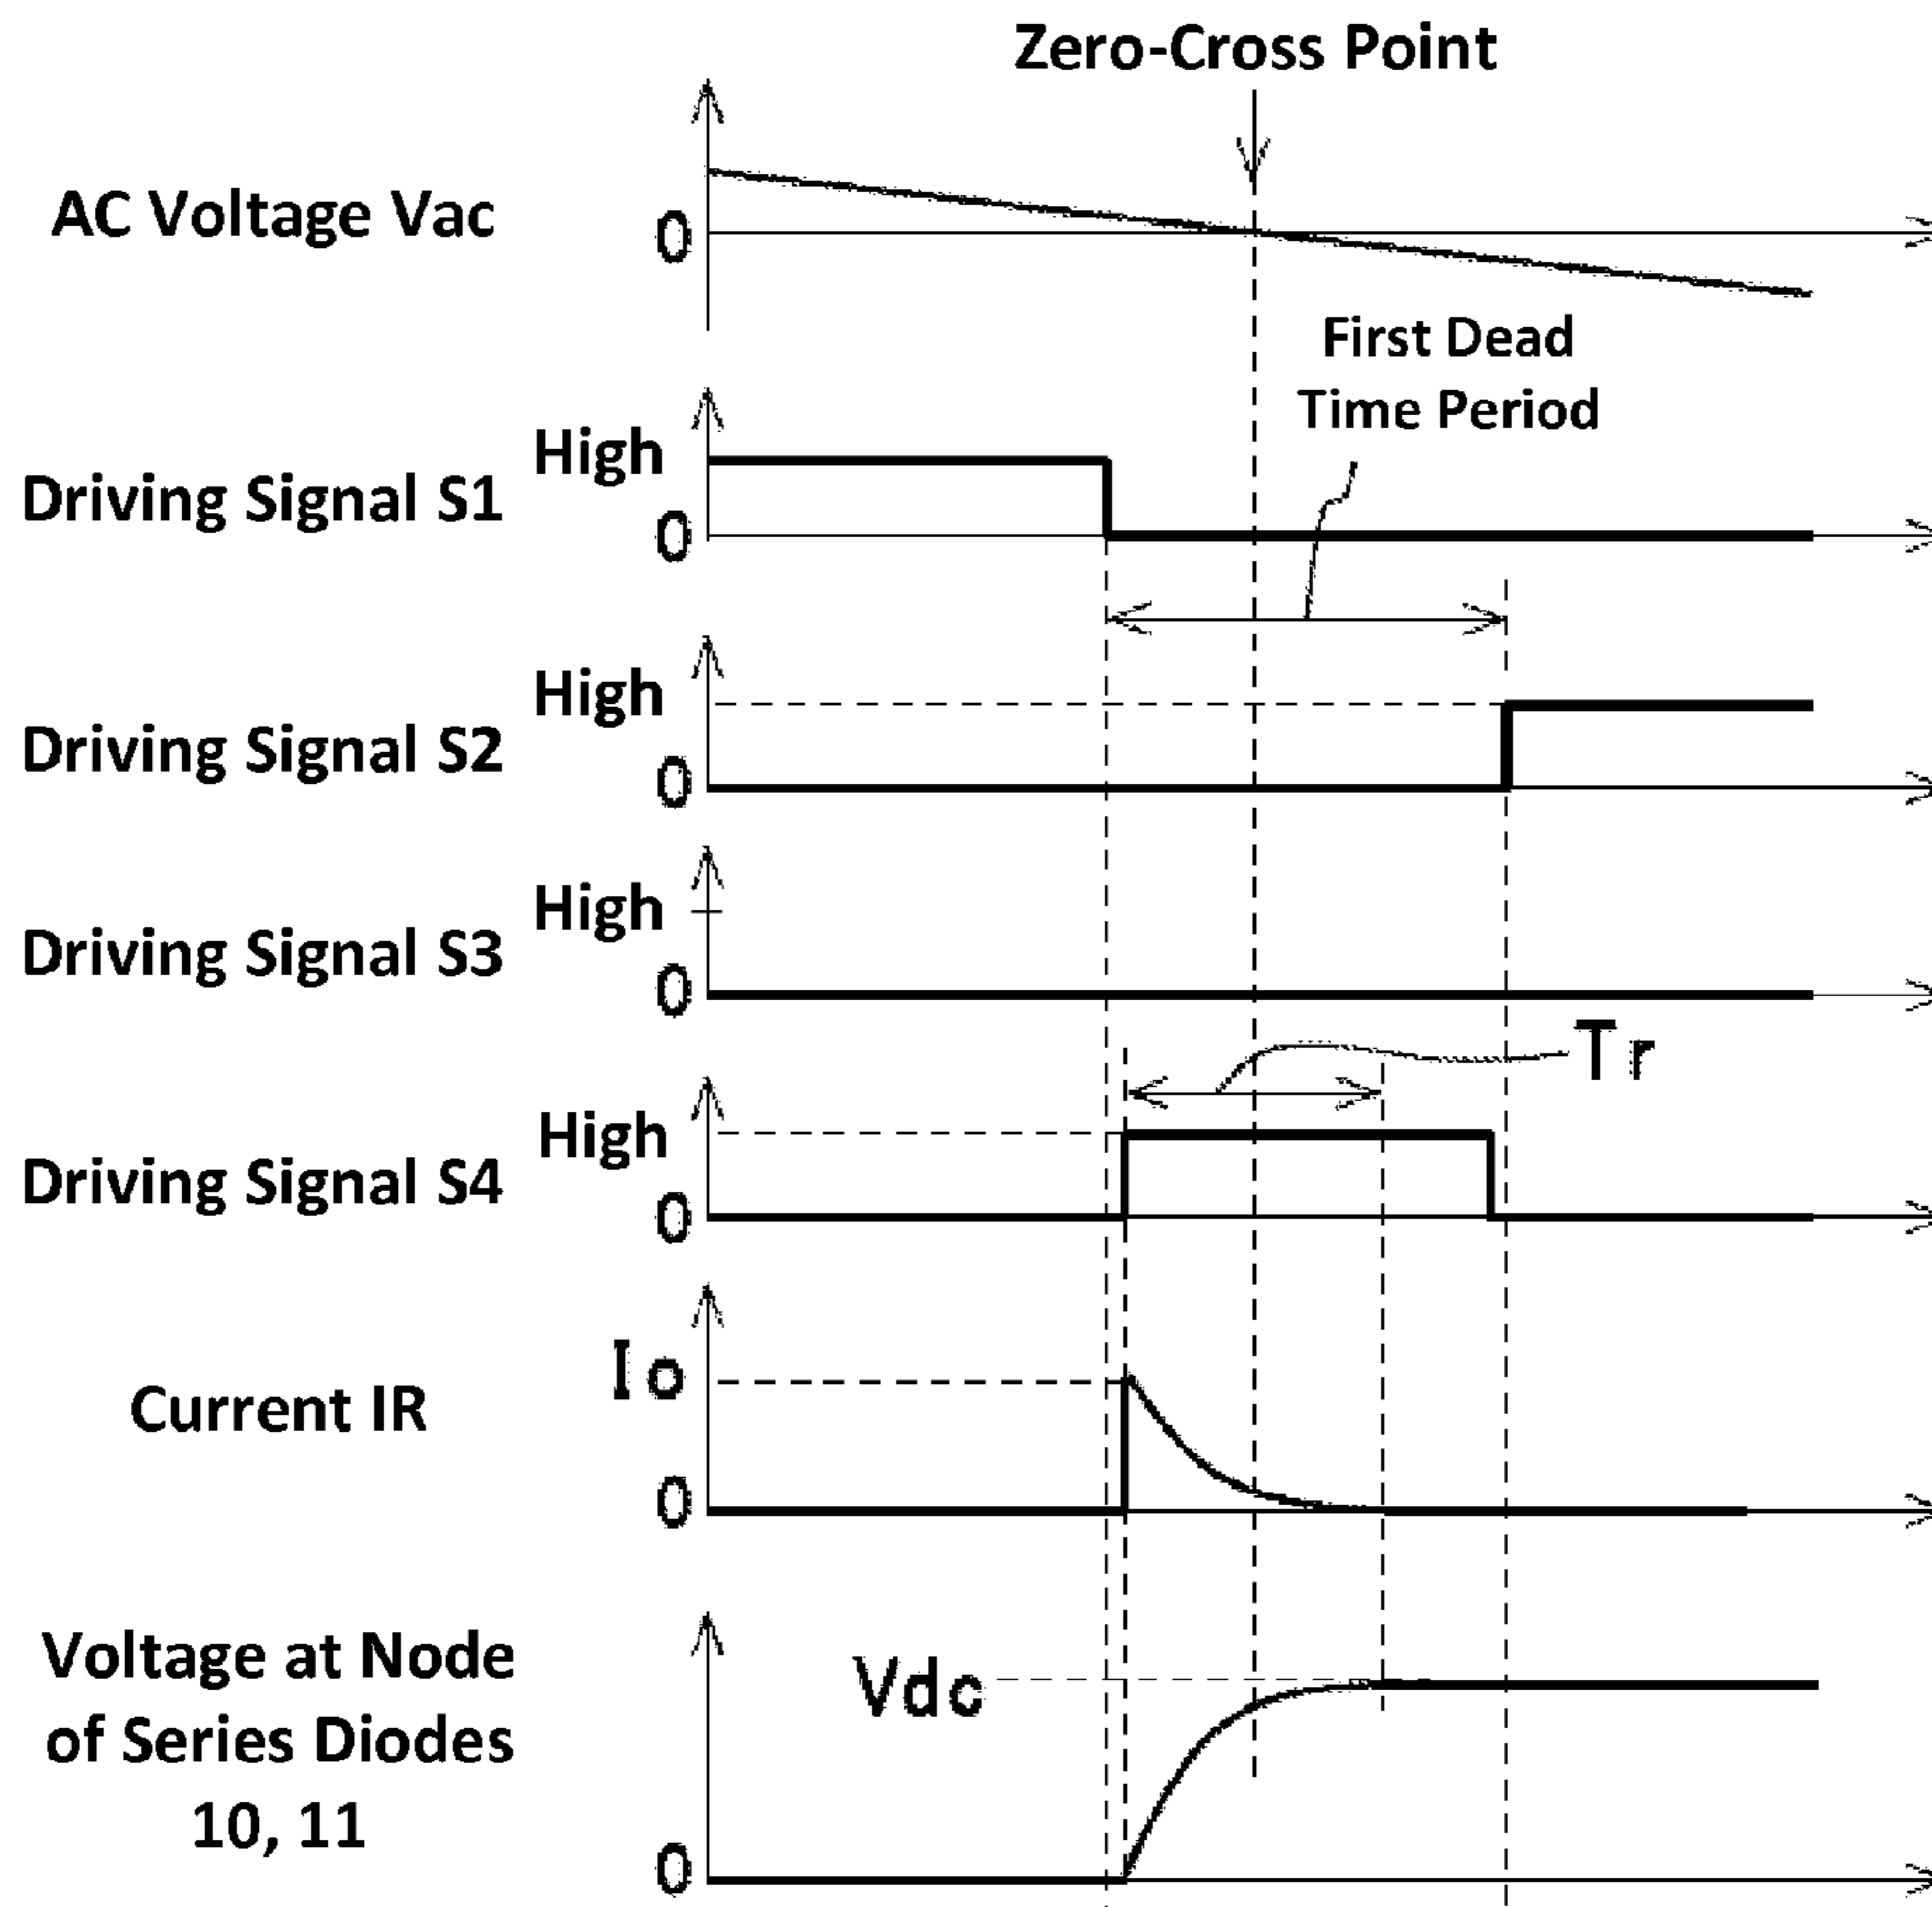 Zero-Cross Point
AC Voltage Vac
0
First Dead
Time Period
High
Driving Signal S1
0
High
Driving Signal S2
0
High
Driving Signal S3
0
Tr
High
Driving Signal S4
0
Io
Current IR
0
Voltage at Node
of Series Diodes
10, 11
Vdc
0